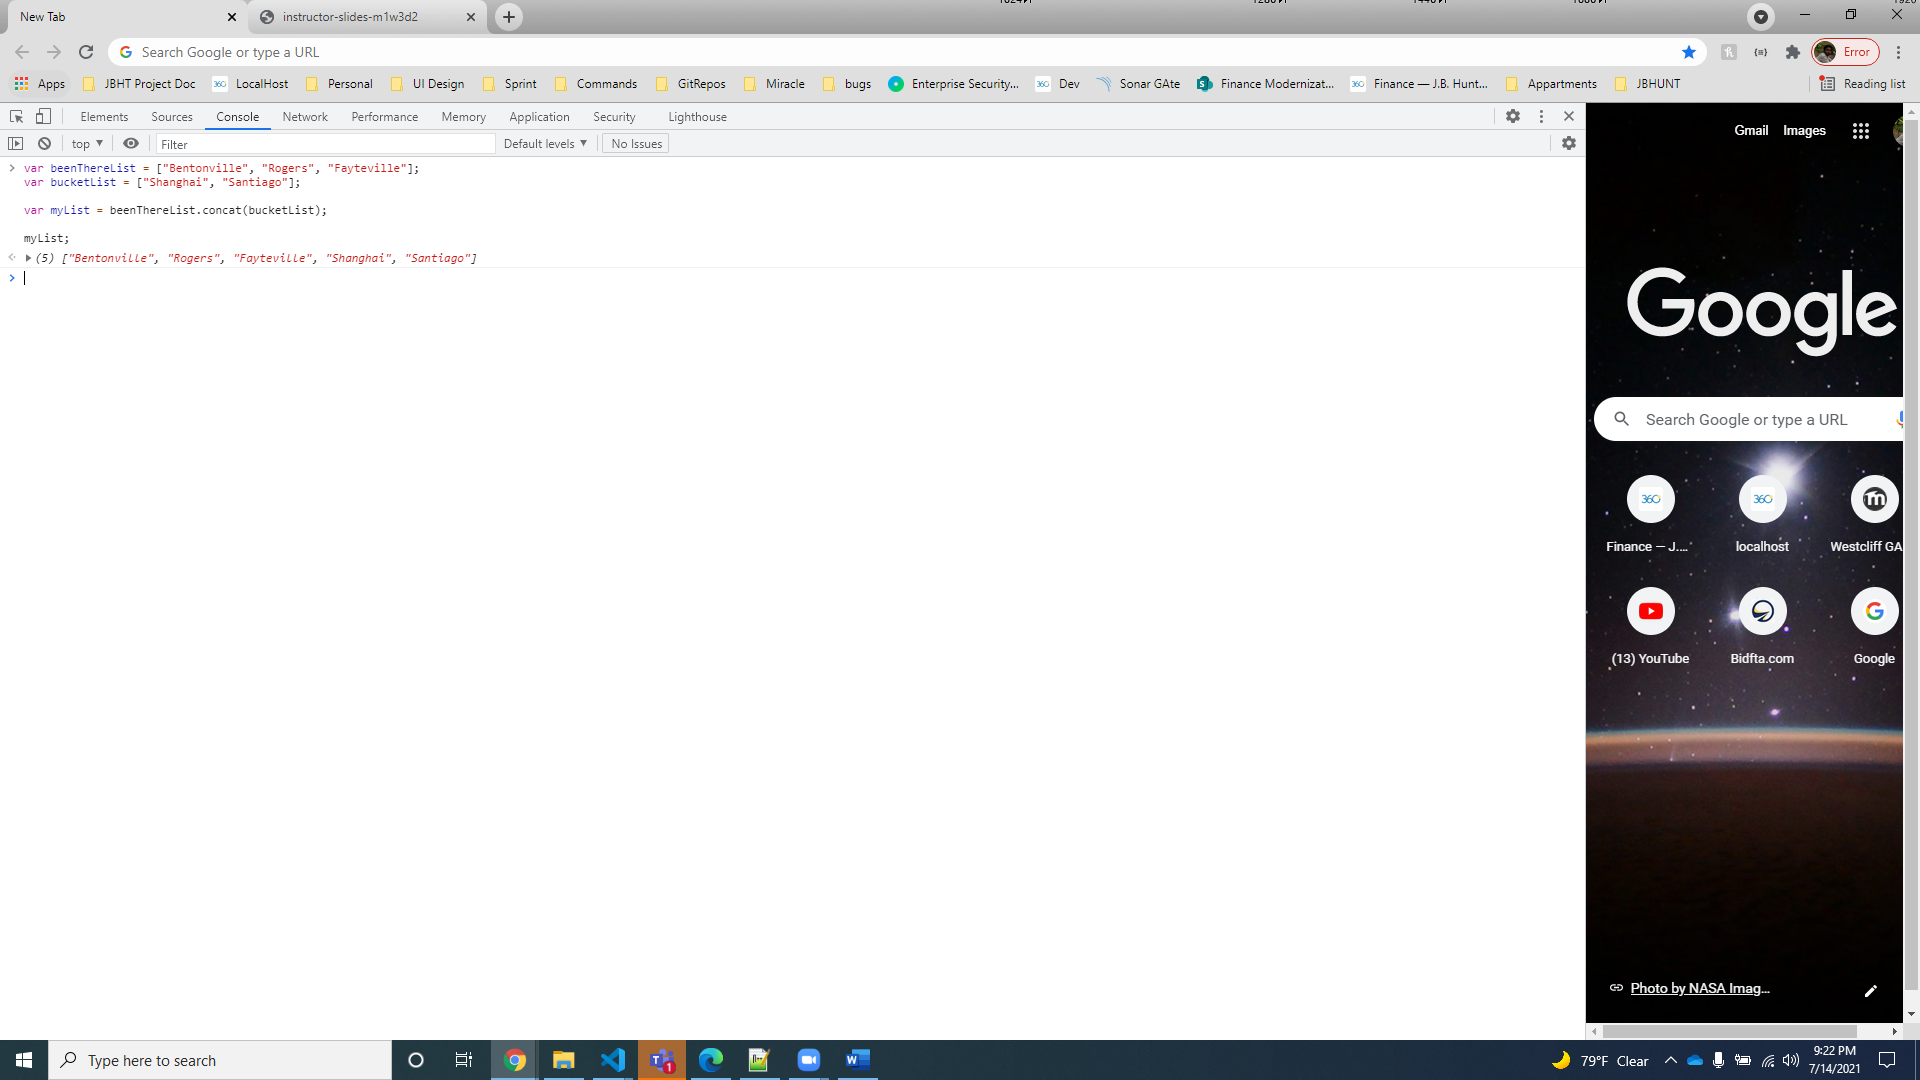 New Tab
instructor-slides-m1w3d2
Search Google or type a URL
Error
Apps JBHT Project Doc LocalHost Personal UI Design Sprint Commands GitRepos Miracle bugs Enterprise Security... Dev Sonar GAte Finance Modernizat... Finance — J.B. Hunt... Appartments JBHUNT Reading list
Elements Sources Console Network Performance Memory Application Security Lighthouse
top Filter Default levels No Issues
var beenThereList = ["Bentonville", "Rogers", "Fayteville"];
var bucketList = ["Shanghai", "Santiago"];
var myList = beenThereList.concat(bucketList);
myList;
(5) ["Bentonville", "Rogers", "Fayteville", "Shanghai", "Santiago"]
Gmail Images
Google
Search Google or type a URL
360 360
Finance — J.... localhost Westcliff GA
(13) YouTube Bidfta.com Google
Photo by NASA Imag...
Type here to search
1
79°F Clear
9:22 PM
7/14/2021